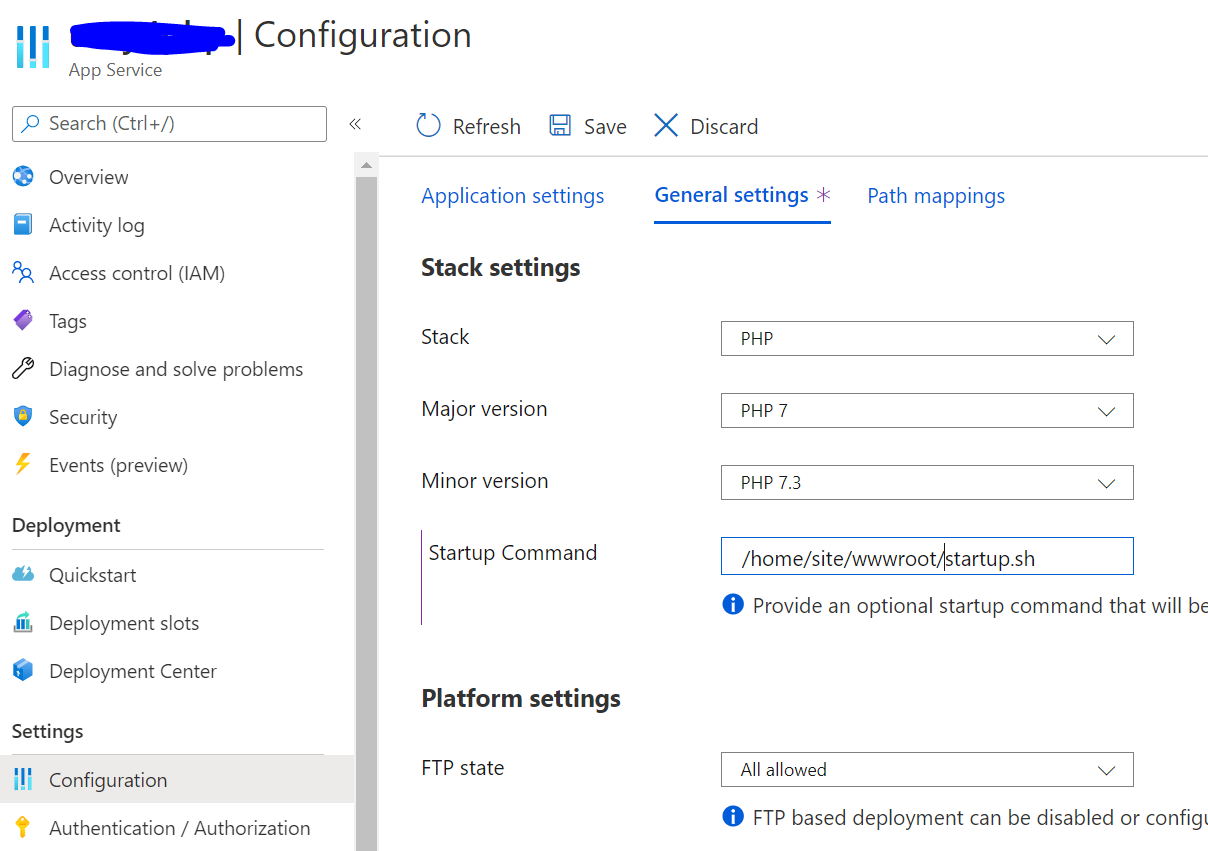 | Configuration
App Service
Search (Ctrl+/)
Overview
Activity log
Access control (IAM)
Tags
Diagnose and solve problems
Security
Events (preview)
Deployment
Quickstart
Deployment slots
Deployment Center
Settings
Configuration
Authentication / Authorization
Refresh Save Discard
Application settings General settings * Path mappings
Stack settings
Stack PHP
Major version PHP 7
Minor version PHP 7.3
Startup Command /home/site/wwwroot/startup.sh
Provide an optional startup command that will be
Platform settings
FTP state All allowed
FTP based deployment can be disabled or configu